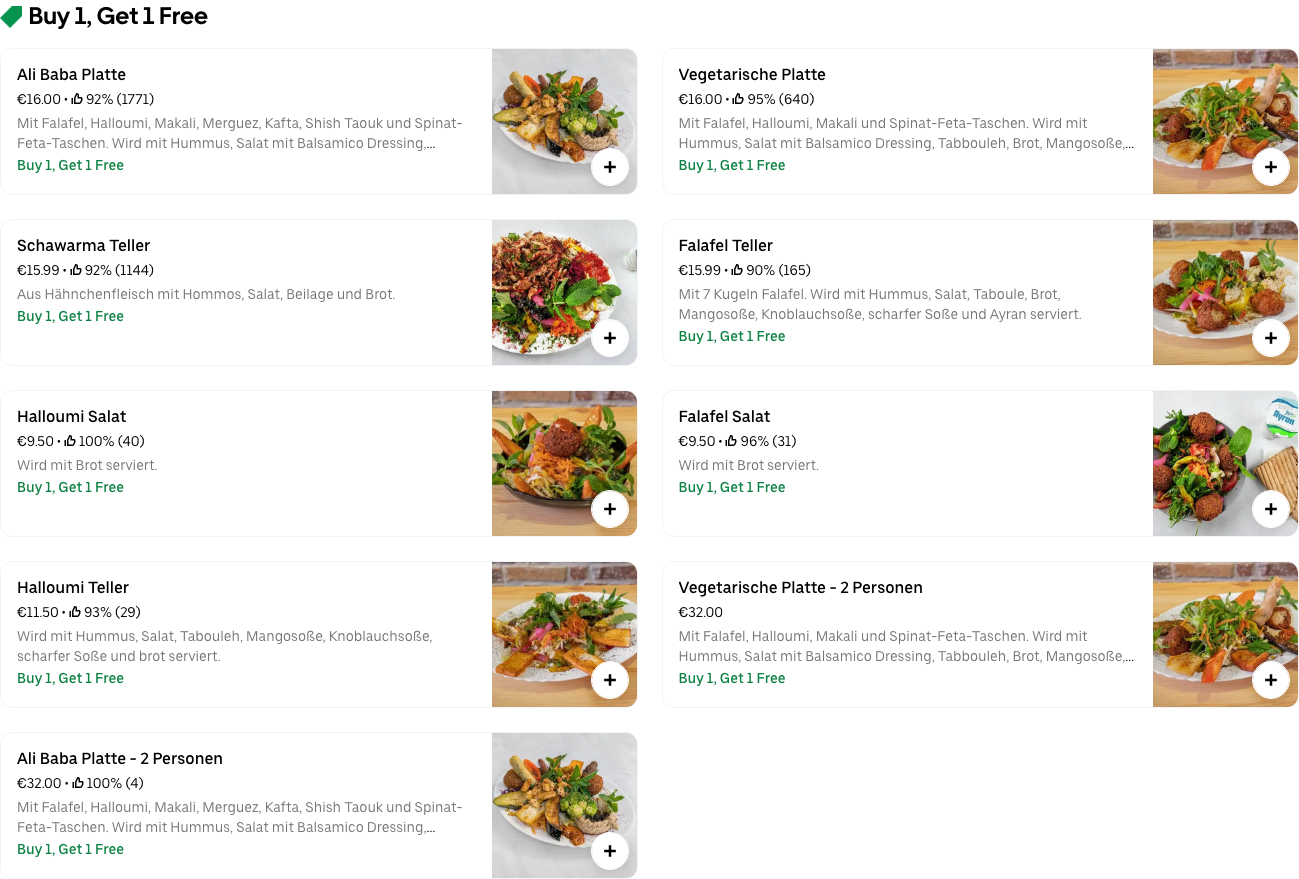 Buy 1, Get 1 Free
Ali Baba Platte
€16.00 • 92% (1771)
Mit Falafel, Halloumi, Makali, Merguez, Kafta, Shish Taouk und Spinat-
Feta-Taschen. Wird mit Hummus, Salat mit Balsamico Dressing,...
Buy 1, Get 1 Free
Vegetarische Platte
€16.00 • 95% (640)
Mit Falafel, Halloumi, Makali und Spinat-Feta-Taschen. Wird mit
Hummus, Salat mit Balsamico Dressing, Tabbouleh, Brot, Mangosoße,...
Buy 1, Get 1 Free
Schawarma Teller
€15.99 • 92% (1144)
Aus Hähnchenfleisch mit Hommos, Salat, Beilage und Brot.
Buy 1, Get 1 Free
Falafel Teller
€15.99 • 90% (165)
Mit 7 Kugeln Falafel. Wird mit Hummus, Salat, Taboule, Brot,
Mangosoße, Knoblauchsoße, scharfer Soße und Ayran serviert.
Buy 1, Get 1 Free
Halloumi Salat
€9.50 • 100% (40)
Wird mit Brot serviert.
Buy 1, Get 1 Free
Falafel Salat
€9.50 • 96% (31)
Wird mit Brot serviert.
Buy 1, Get 1 Free
Ayran
Halloumi Teller
€11.50 • 93% (29)
Wird mit Hummus, Salat, Tabouleh, Mangosoße, Knoblauchsoße,
scharfer Soße und brot serviert.
Buy 1, Get 1 Free
Vegetarische Platte - 2 Personen
€32.00
Mit Falafel, Halloumi, Makali und Spinat-Feta-Taschen. Wird mit
Hummus, Salat mit Balsamico Dressing, Tabbouleh, Brot, Mangosoße,...
Buy 1, Get 1 Free
Ali Baba Platte - 2 Personen
€32.00 • 100% (4)
Mit Falafel, Halloumi, Makali, Merguez, Kafta, Shish Taouk und Spinat-
Feta-Taschen. Wird mit Hummus, Salat mit Balsamico Dressing,...
Buy 1, Get 1 Free